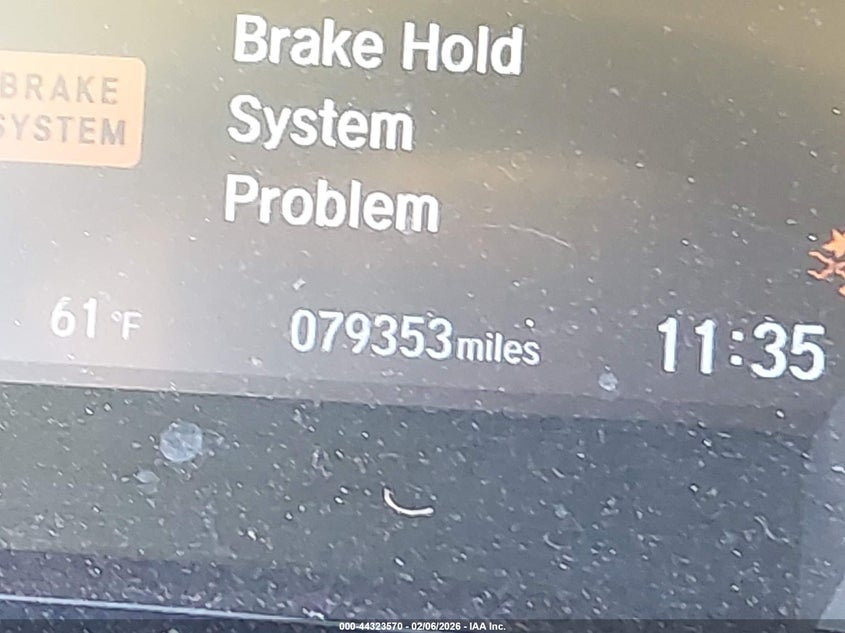 Brake Hold
System
Problem
BRAKE
SYSTEM
61°F
079353miles
11:35
000-44323570 - 02/06/2026 - IAA Inc.